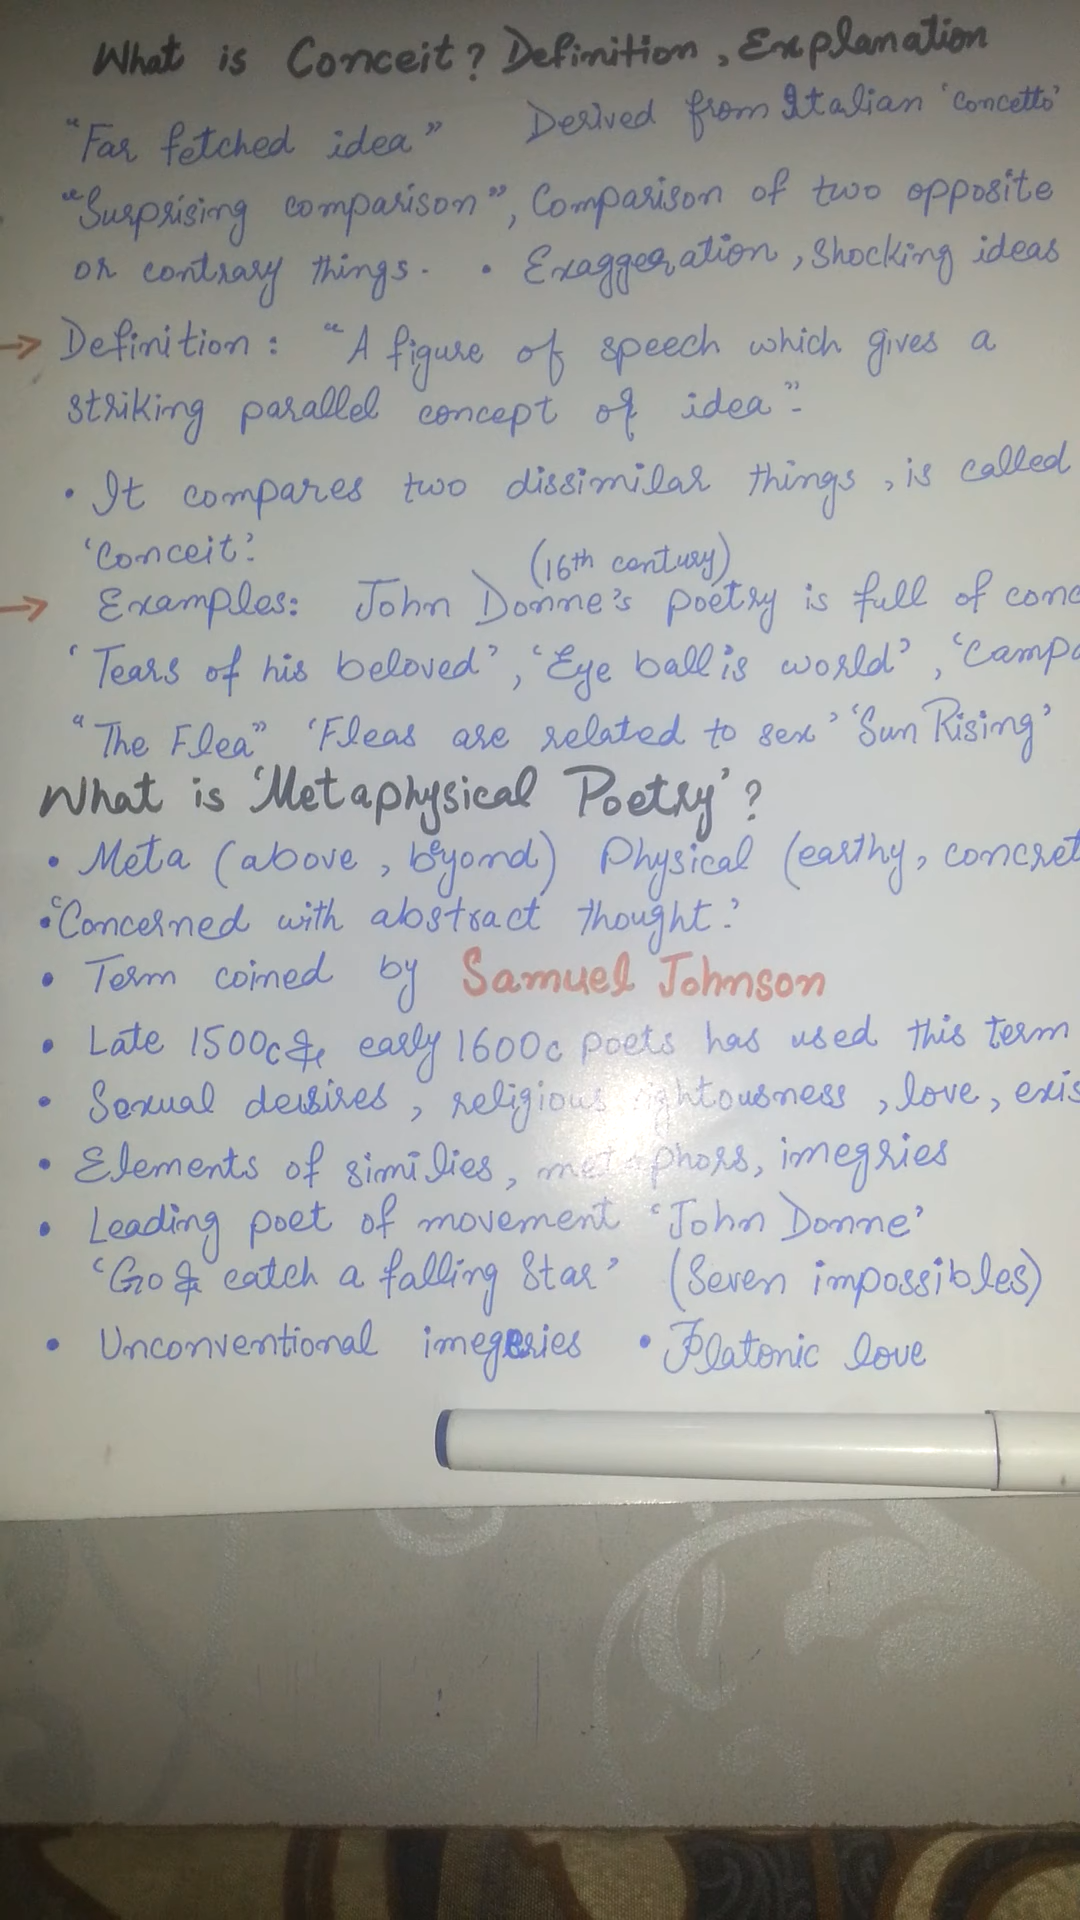 What is Conceit? Definition, Explanation
"Far fetched idea" Derived from Italian 'concetto'
"Surprising comparison", Comparison of two opposite
or contrary things. • Exaggeration, Shocking ideas
→ Definition: "A figure of speech which gives a
striking parallel concept of idea".
• It compares two dissimilar things, is called
'Conceit'.
(16th century)
→ Examples: John Donne's poetry is full of conc
'Tears of his beloved', 'Eye ball is world', 'Camp
"The Flea" 'Fleas are related to sex' 'Sun Rising'
What is 'Metaphysical Poetry'?
• Meta (above, beyond) Physical (earthy, concret
• 'Concerned with abstract thought'.
• Term coined by Samuel Johnson
• Late 1500c & early 1600c poets has used this term
• Sexual desires, religious rightousness, love, exis
• Elements of similies, metaphors, imegries
• Leading poet of movement 'John Donne'
'Go & catch a falling Star' (Seven impossibles)
• Unconventional imegries • Platonic love